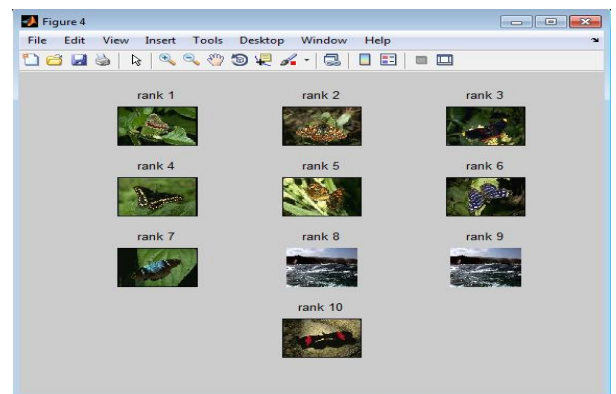 Figure 4
File Edit View Insert Tools Desktop Window Help
rank 1 rank 2 rank 3
rank 4 rank 5 rank 6
rank 7 rank 8 rank 9
rank 10